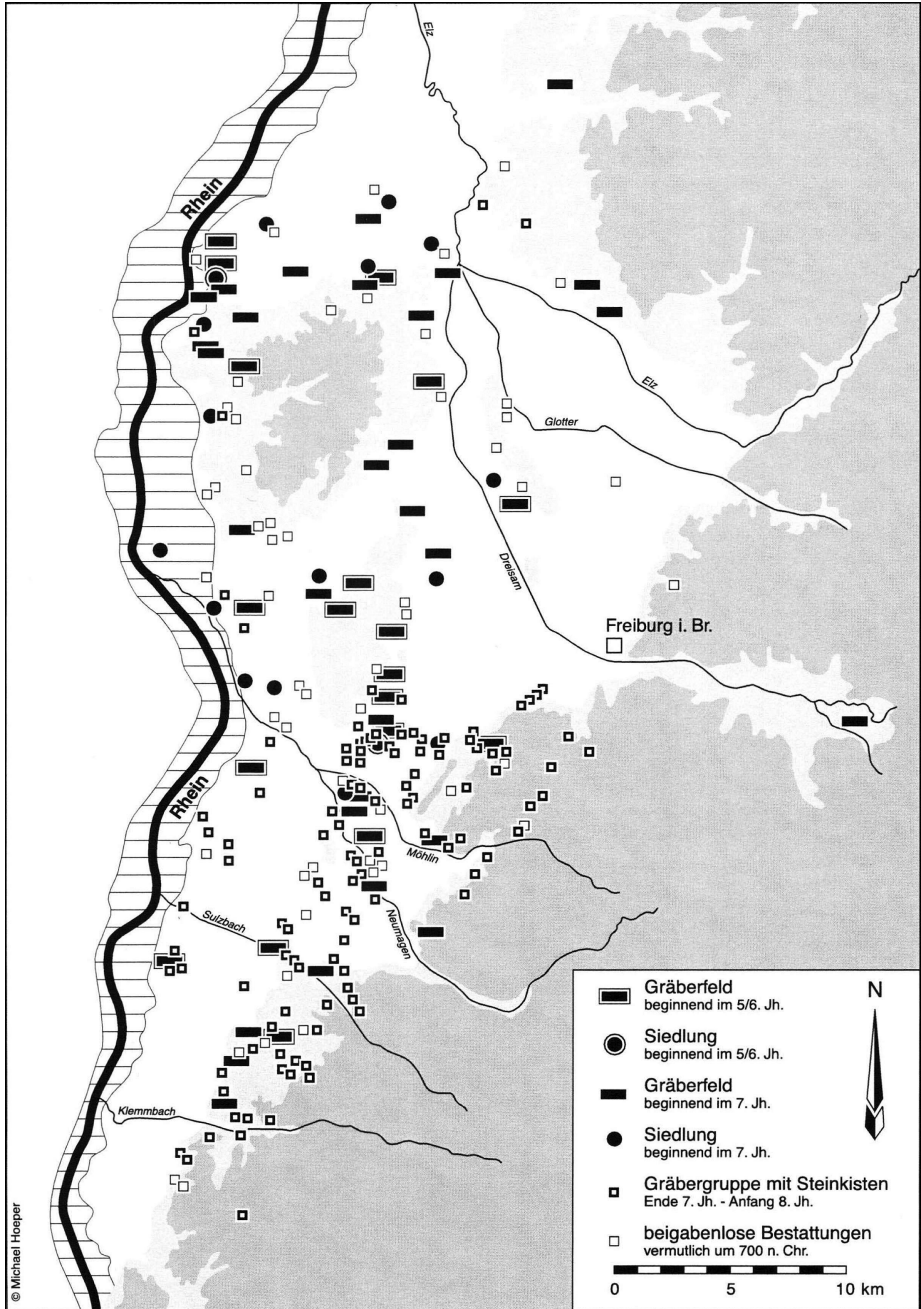 Elz
Rhein
Elz
Glotter
Dreisam
Freiburg i. Br.
Rhein
Möhlin
Sulzbach
Neumagen
Klemmbach
N
Gräberfeld
beginnend im 5/6. Jh.
Siedlung
beginnend im 5/6. Jh.
Gräberfeld
beginnend im 7. Jh.
Siedlung
beginnend im 7. Jh.
Gräbergruppe mit Steinkisten
Ende 7. Jh. - Anfang 8. Jh.
beigabenlose Bestattungen
vermutlich um 700 n. Chr.
0 5 10 km
© Michael Hoeper